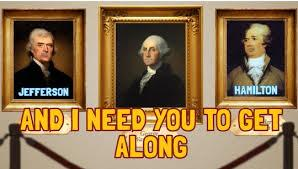 JEFFERSON
HAMILTON
AND I NEED YOU TO GET
ALONG